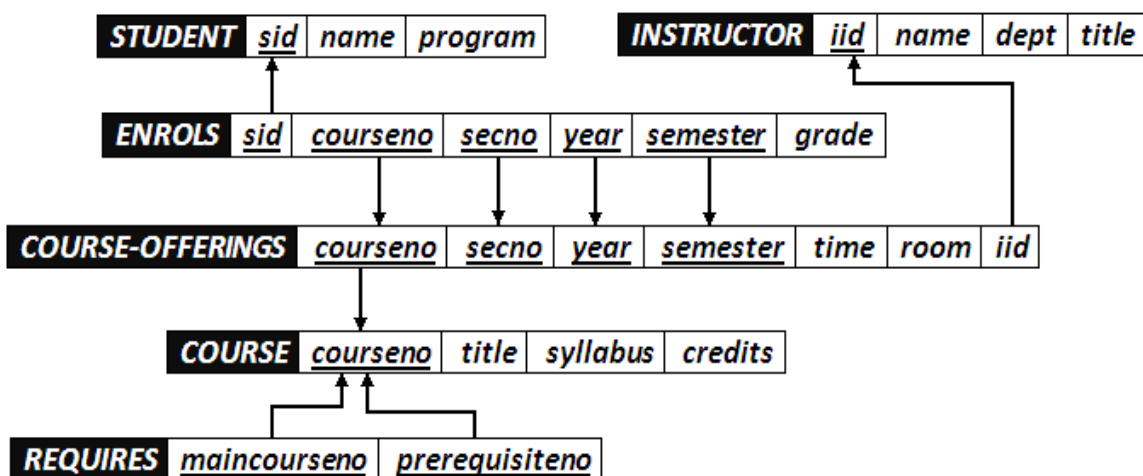 STUDENT sid name program
INSTRUCTOR iid name dept title
ENROLS sid courseno secno year semester grade
COURSE-OFFERINGS courseno secno year semester time room iid
COURSE courseno title syllabus credits
REQUIRES maincourseno prerequisiteno